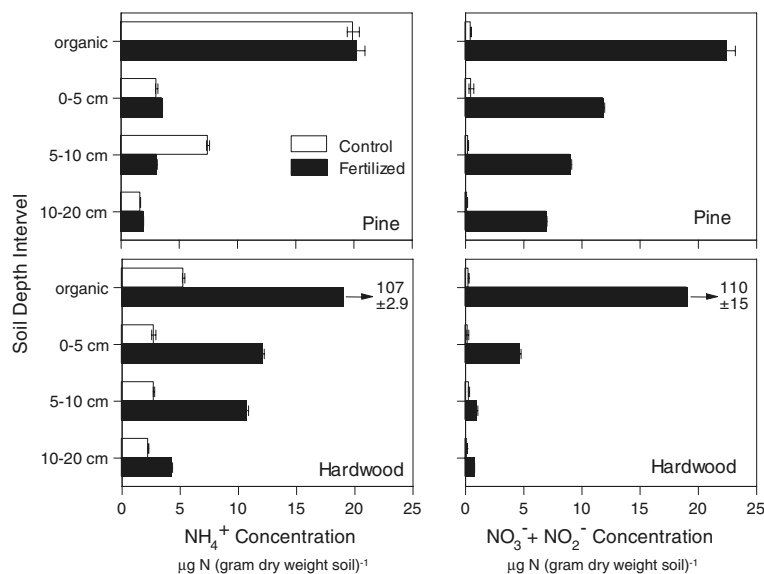 Soil Depth Intervel
organic
0-5 cm
5-10 cm
10-20 cm
Control
Fertilized
Pine
Pine
organic
0-5 cm
5-10 cm
10-20 cm
107
±2.9
Hardwood
110
±15
Hardwood
0 5 10 15 20 25
0 5 10 15 20 25
NH₄⁺ Concentration
µg N (gram dry weight soil)⁻¹
NO₃⁻ + NO₂⁻ Concentration
µg N (gram dry weight soil)⁻¹